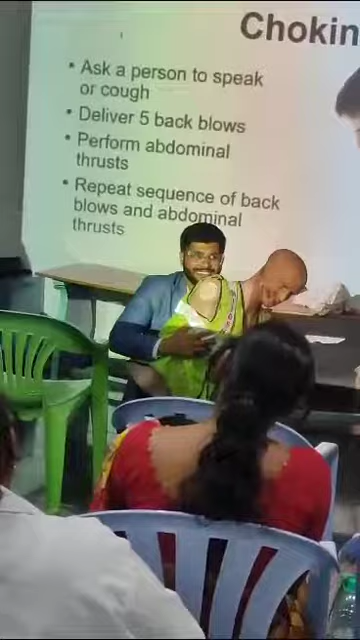 Chokin
• Ask a person to speak
or cough
• Deliver 5 back blows
• Perform abdominal
thrusts
• Repeat sequence of back
blows and 2 abdominal
thrusts